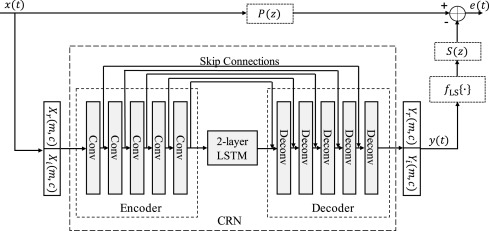 x(t)
P(z)
+
e(t)
-
S(z)
Skip Connections
f_LS{·}
X_r(m,c) X_i(m,c)
Conv
Conv
Conv
Conv
Conv
2-layer
LSTM
Deconv
Deconv
Deconv
Deconv
Deconv
Y_r(m,c) Y_i(m,c)
y(t)
Encoder
Decoder
CRN